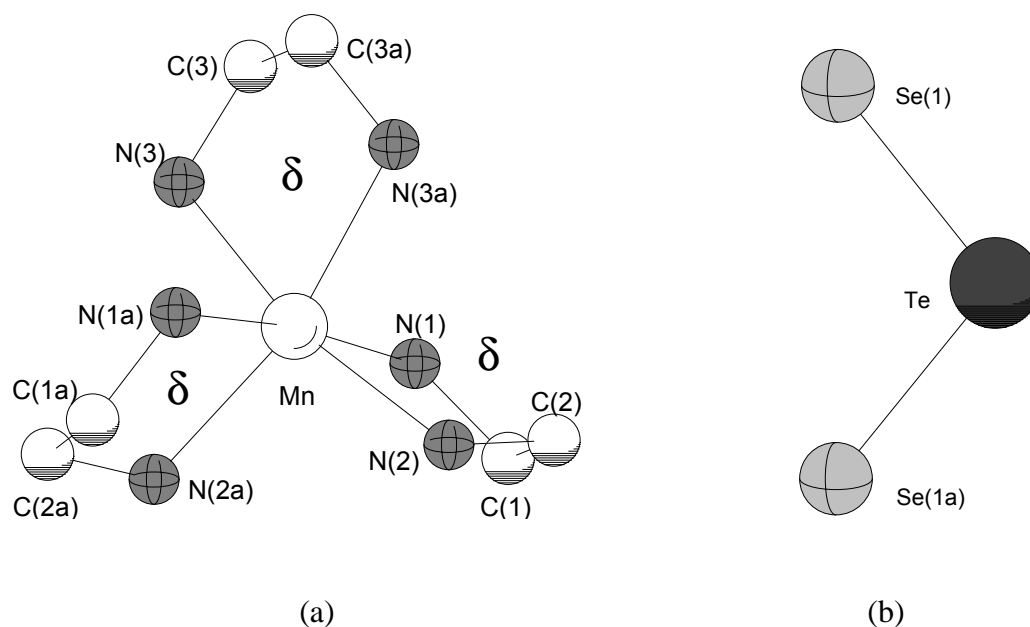 C(3)
C(3a)
N(3)
δ
N(3a)
N(1a)
N(1)
δ
C(1a)
δ
Mn
C(2)
N(2)
C(2a)
N(2a)
C(1)
(a)
Se(1)
Te
Se(1a)
(b)